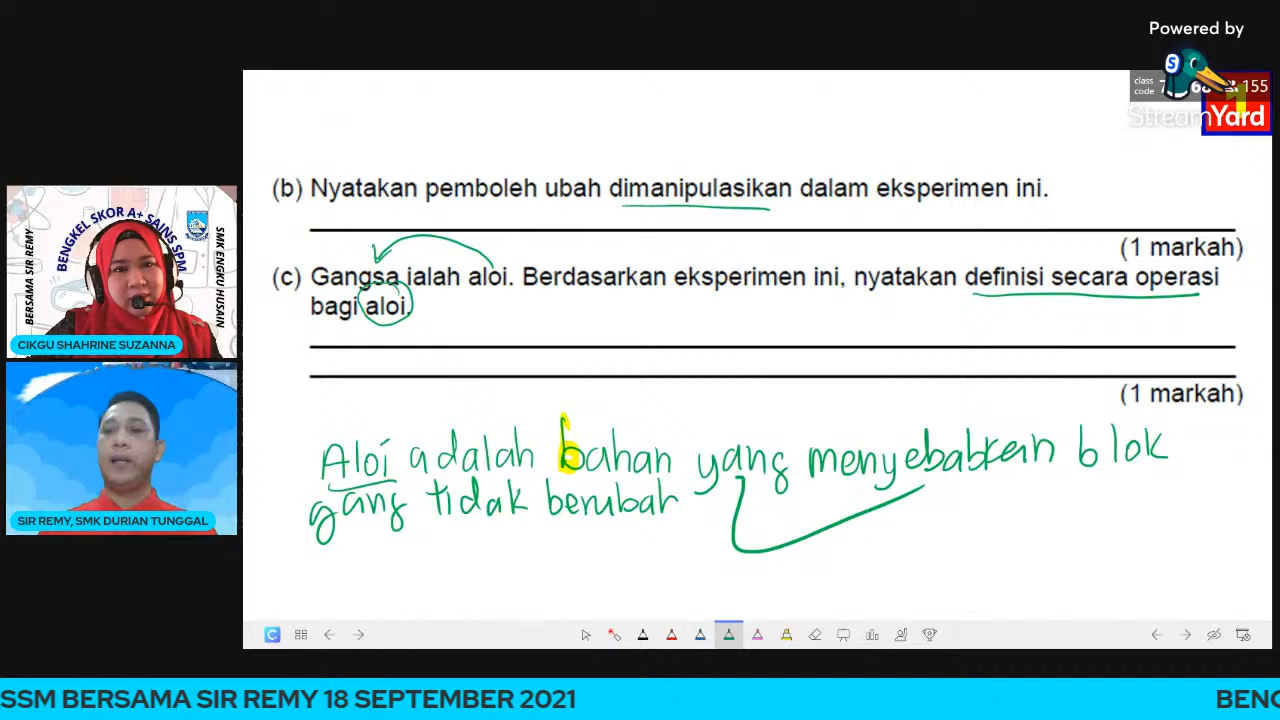 Powered by
StreamYard
class
code
155
BENGKEL SKOR A+ SAINS SPM
BERSAMA SIR REMY
SMK ENGKU HUSAIN
CIKGU SHAHRINE SUZANNA
SIR REMY, SMK DURIAN TUNGGAL
(b) Nyatakan pemboleh ubah dimanipulasikan dalam eksperimen ini.
(1 markah)
(c) Gangsa ialah aloi. Berdasarkan eksperimen ini, nyatakan definisi secara operasi
bagi aloi.
(1 markah)
Aloi adalah bahan yang menyebabkan blok
gang tidak berubah
SSM BERSAMA SIR REMY 18 SEPTEMBER 2021
BENG